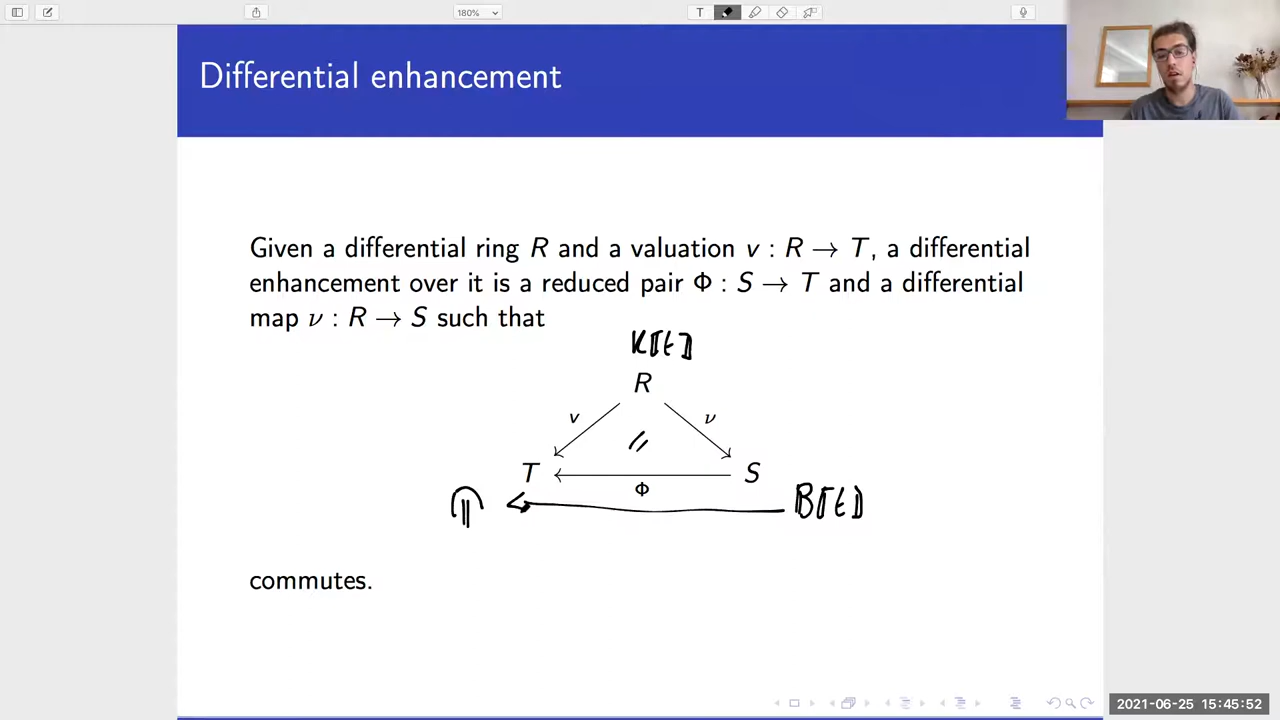 180%
T
Differential enhancement
Given a differential ring R and a valuation v : R → T, a differential
enhancement over it is a reduced pair Φ : S → T and a differential
map ν : R → S such that
K⟦t⟧
R
v
ν
T
S
Φ
B⟦t⟧
commutes.
2021-06-25 15:45:52